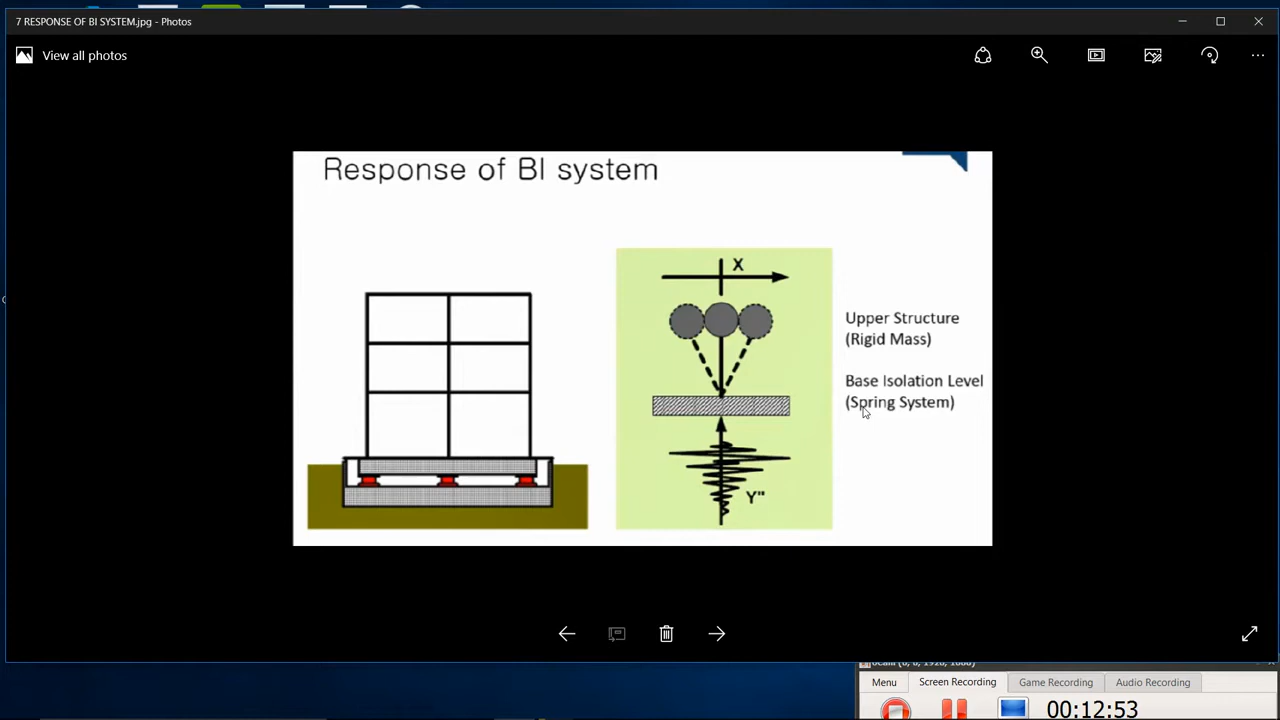 7 RESPONSE OF BI SYSTEM.jpg - Photos
View all photos
Response of BI system
X
Upper Structure
(Rigid Mass)
Base Isolation Level
(Spring System)
Y"
Menu
Screen Recording
Game Recording
Audio Recording
00:12:53